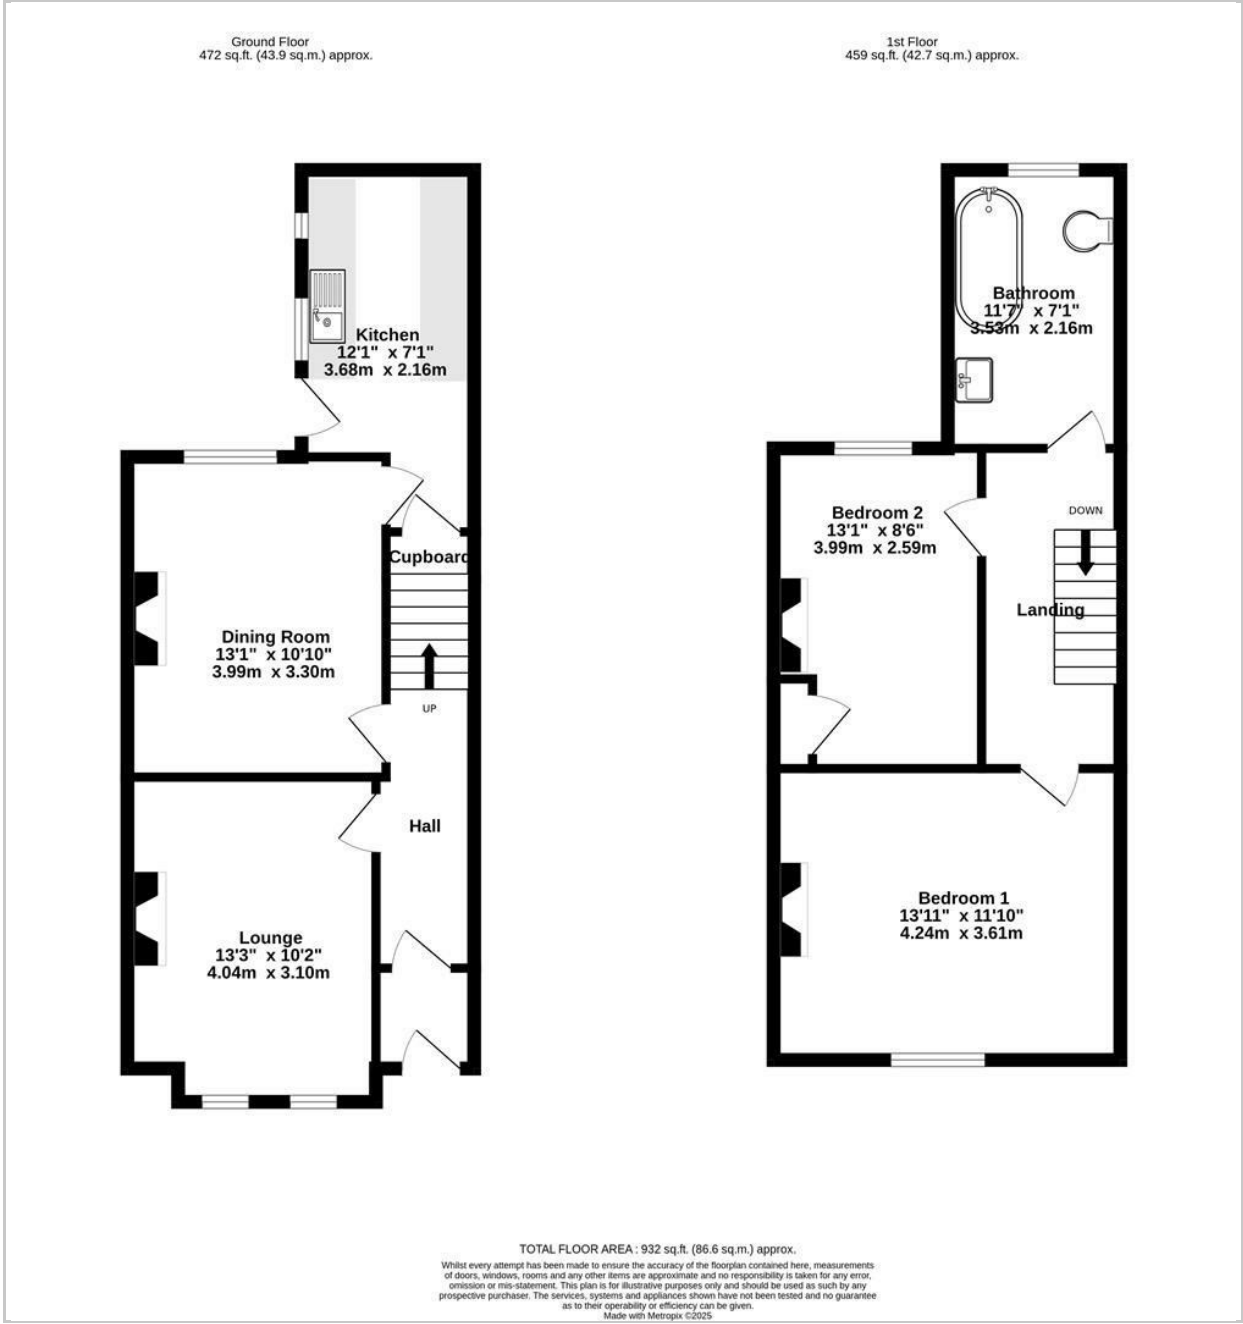 Ground Floor
472 sq.ft. (43.9 sq.m.) approx.
1st Floor
459 sq.ft. (42.7 sq.m.) approx.
Kitchen
12'1" x 7'1"
3.68m x 2.16m
Cupboard
Dining Room
13'1" x 10'10"
3.99m x 3.30m
UP
Hall
Lounge
13'3" x 10'2"
4.04m x 3.10m
Bathroom
11'7" x 7'1"
3.53m x 2.16m
Bedroom 2
13'1" x 8'6"
3.99m x 2.59m
DOWN
Landing
Bedroom 1
13'11" x 11'10"
4.24m x 3.61m
TOTAL FLOOR AREA : 932 sq.ft. (86.6 sq.m.) approx.
Whilst every attempt has been made to ensure the accuracy of the floorplan contained here, measurements
of doors, windows, rooms and any other items are approximate and no responsibility is taken for any error,
omission or mis-statement. This plan is for illustrative purposes only and should be used as such by any
prospective purchaser. The services, systems and appliances shown have not been tested and no guarantee
as to their operability or efficiency can be given.
Made with Metropix ©2025